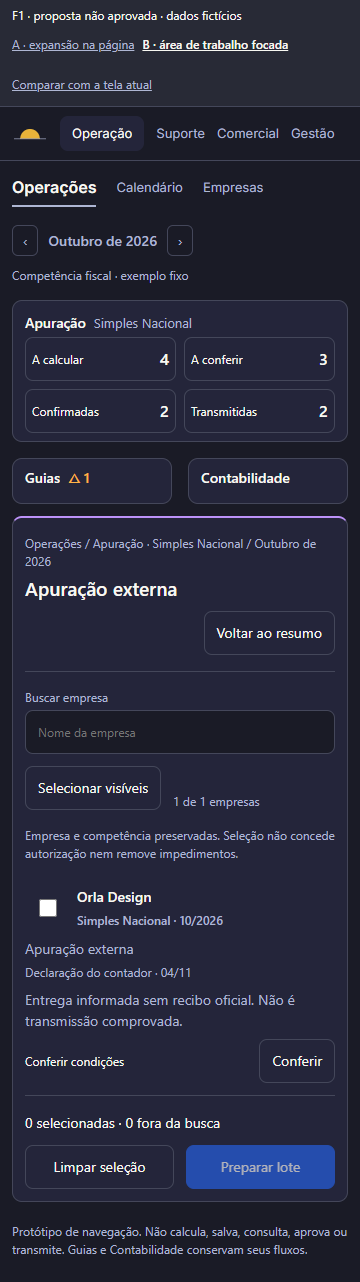 F1 · proposta não aprovada · dados fictícios
A · expansão na página B · área de trabalho focada
Comparar com a tela atual
Operação Suporte Comercial Gestão
Operações Calendário Empresas
‹ Outubro de 2026 ›
Competência fiscal · exemplo fixo
Apuração Simples Nacional
A calcular 4 A conferir 3
Confirmadas 2 Transmitidas 2
Guias △ 1 Contabilidade
Operações / Apuração · Simples Nacional / Outubro de
2026
Apuração externa
Voltar ao resumo
Buscar empresa
Nome da empresa
Selecionar visíveis 1 de 1 empresas
Empresa e competência preservadas. Seleção não concede
autorização nem remove impedimentos.
Orla Design
Simples Nacional · 10/2026
Apuração externa
Declaração do contador · 04/11
Entrega informada sem recibo oficial. Não é
transmissão comprovada.
Conferir condições Conferir
0 selecionadas · 0 fora da busca
Limpar seleção Preparar lote
Protótipo de navegação. Não calcula, salva, consulta, aprova ou
transmite. Guias e Contabilidade conservam seus fluxos.